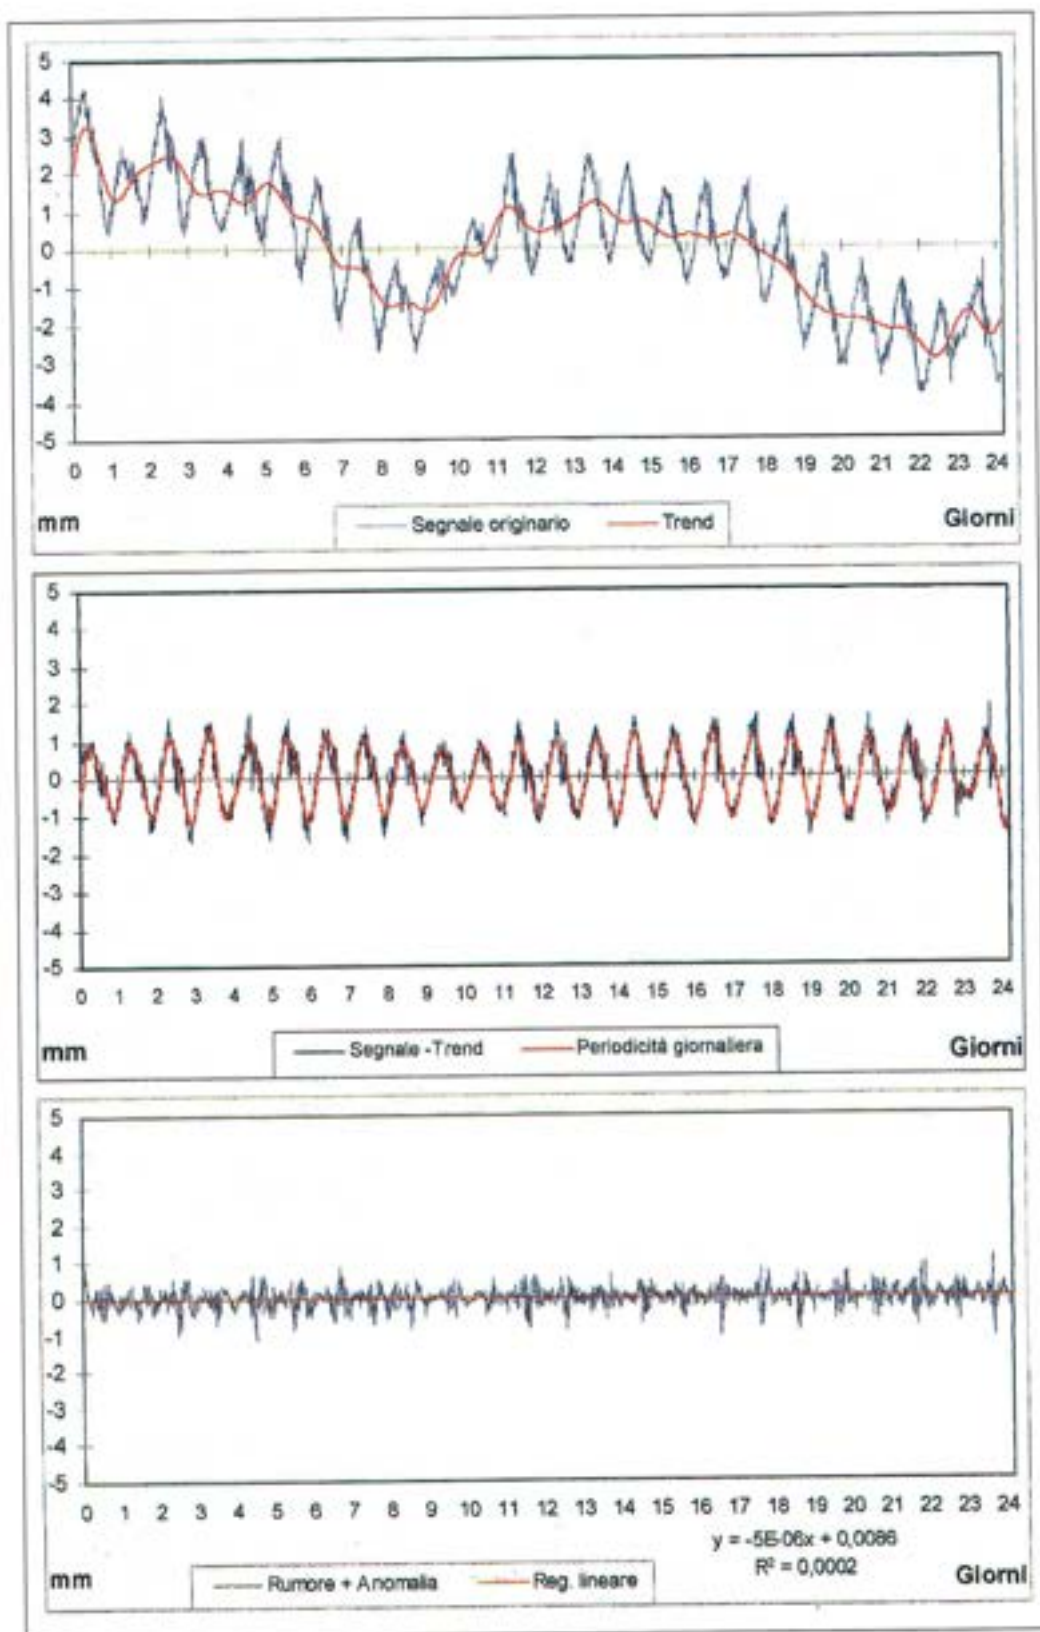 5
4
3
2
1
0
-1
-2
-3
-4
-5
0 1 2 3 4 5 6 7 8 9 10 11 12 13 14 15 16 17 18 19 20 21 22 23 24
mm
Segnale originario Trend
Giorni
5
4
3
2
1
0
-1
-2
-3
-4
-5
0 1 2 3 4 5 6 7 8 9 10 11 12 13 14 15 16 17 18 19 20 21 22 23 24
mm
Segnale -Trend Periodicità giornaliera
Giorni
5
4
3
2
1
0
-1
-2
-3
-4
-5
0 1 2 3 4 5 6 7 8 9 10 11 12 13 14 15 16 17 18 19 20 21 22 23 24
y = -5E-06x + 0,0086
R² = 0,0002
mm
Rumore + Anomalia Reg. lineare
Giorni